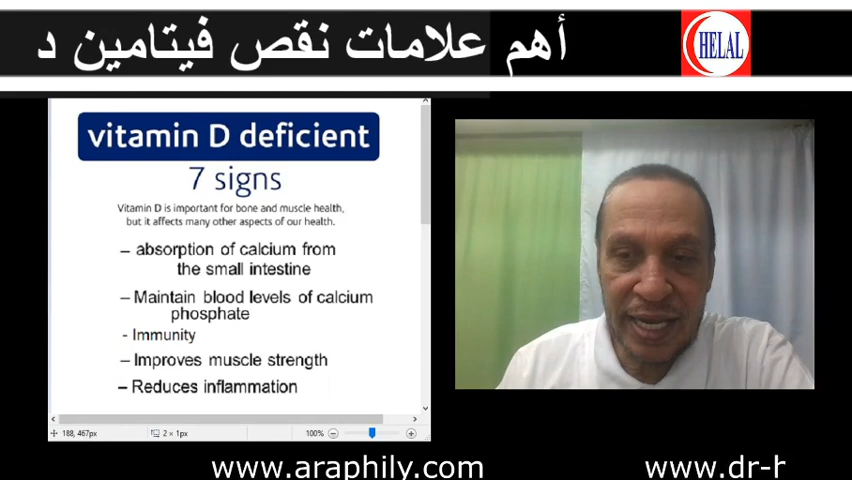 أهم علامات نقص فيتامين د
HELAL
vitamin D deficient
7 signs
Vitamin D is important for bone and muscle health,
but it affects many other aspects of our health.
– absorption of calcium from
the small intestine
– Maintain blood levels of calcium
phosphate
- Immunity
– Improves muscle strength
– Reduces inflammation
188, 467px
2 × 1px
100%
www.araphily.com
www.dr-h